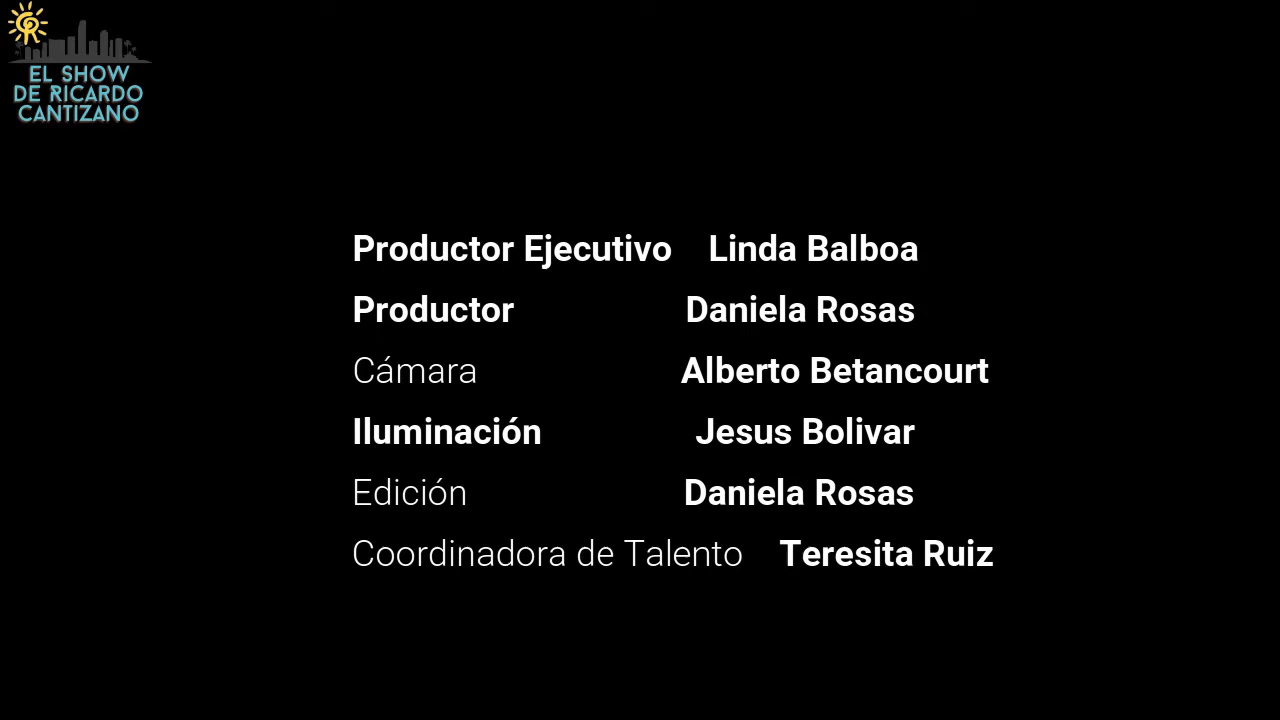 EL SHOW
DE RICARDO
CANTIZANO
Productor Ejecutivo Linda Balboa
Productor Daniela Rosas
Cámara Alberto Betancourt
Iluminación Jesus Bolivar
Edición Daniela Rosas
Coordinadora de Talento Teresita Ruiz